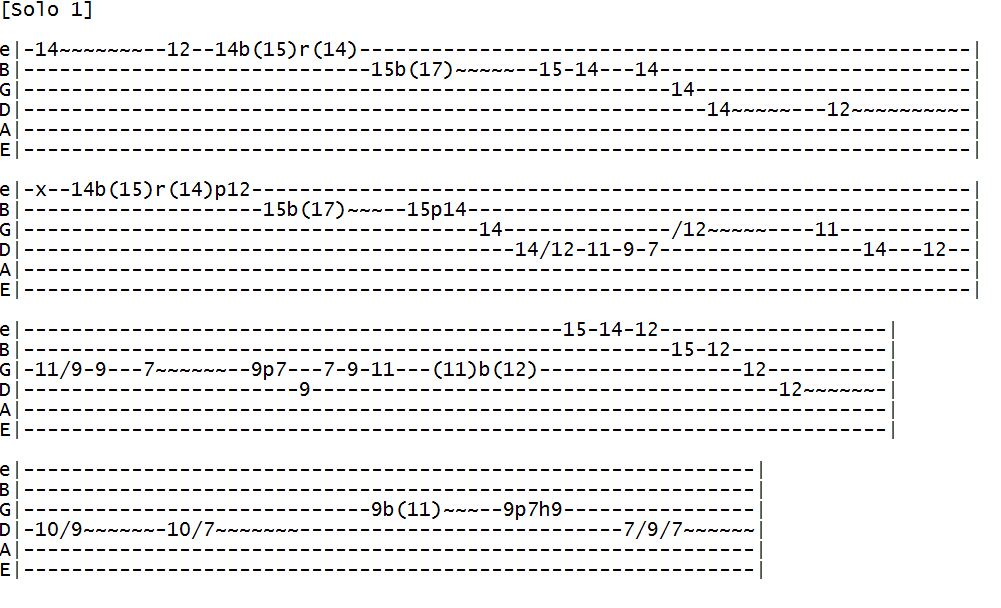 [Solo 1]
e|-14~~~~~~~--12--14b(15)r(14)---------------------------------------------------|
B|-----------------------------15b(17)~~~~~--15-14---14--------------------------|
G|------------------------------------------------------14-----------------------|
D|---------------------------------------------------------14~~~~~---12~~~~~~~~~-|
A|-------------------------------------------------------------------------------|
E|-------------------------------------------------------------------------------|
e|-x--14b(15)r(14)p12------------------------------------------------------------|
B|--------------------15b(17)~~~--15p14------------------------------------------|
G|--------------------------------------14--------------/12~~~~~----11-----------|
D|-----------------------------------------14/12-11-9-7-----------------14---12--|
A|-------------------------------------------------------------------------------|
E|-------------------------------------------------------------------------------|
e|---------------------------------------------15-14-12-------------------|
B|------------------------------------------------------15-12-------------|
G|-11/9-9---7~~~~~~--9p7---7-9-11---(11)b(12)-----------------12----------|
D|-----------------------9---------------------------------------12~~~~~~-|
A|------------------------------------------------------------------------|
E|------------------------------------------------------------------------|
e|-------------------------------------------------------------|
B|-------------------------------------------------------------|
G|-----------------------------9b(11)~~~--9p7h9----------------|
D|-10/9~~~~~~-10/7~~~~~~~---------------------------7/9/7~~~~~~|
A|-------------------------------------------------------------|
E|-------------------------------------------------------------|